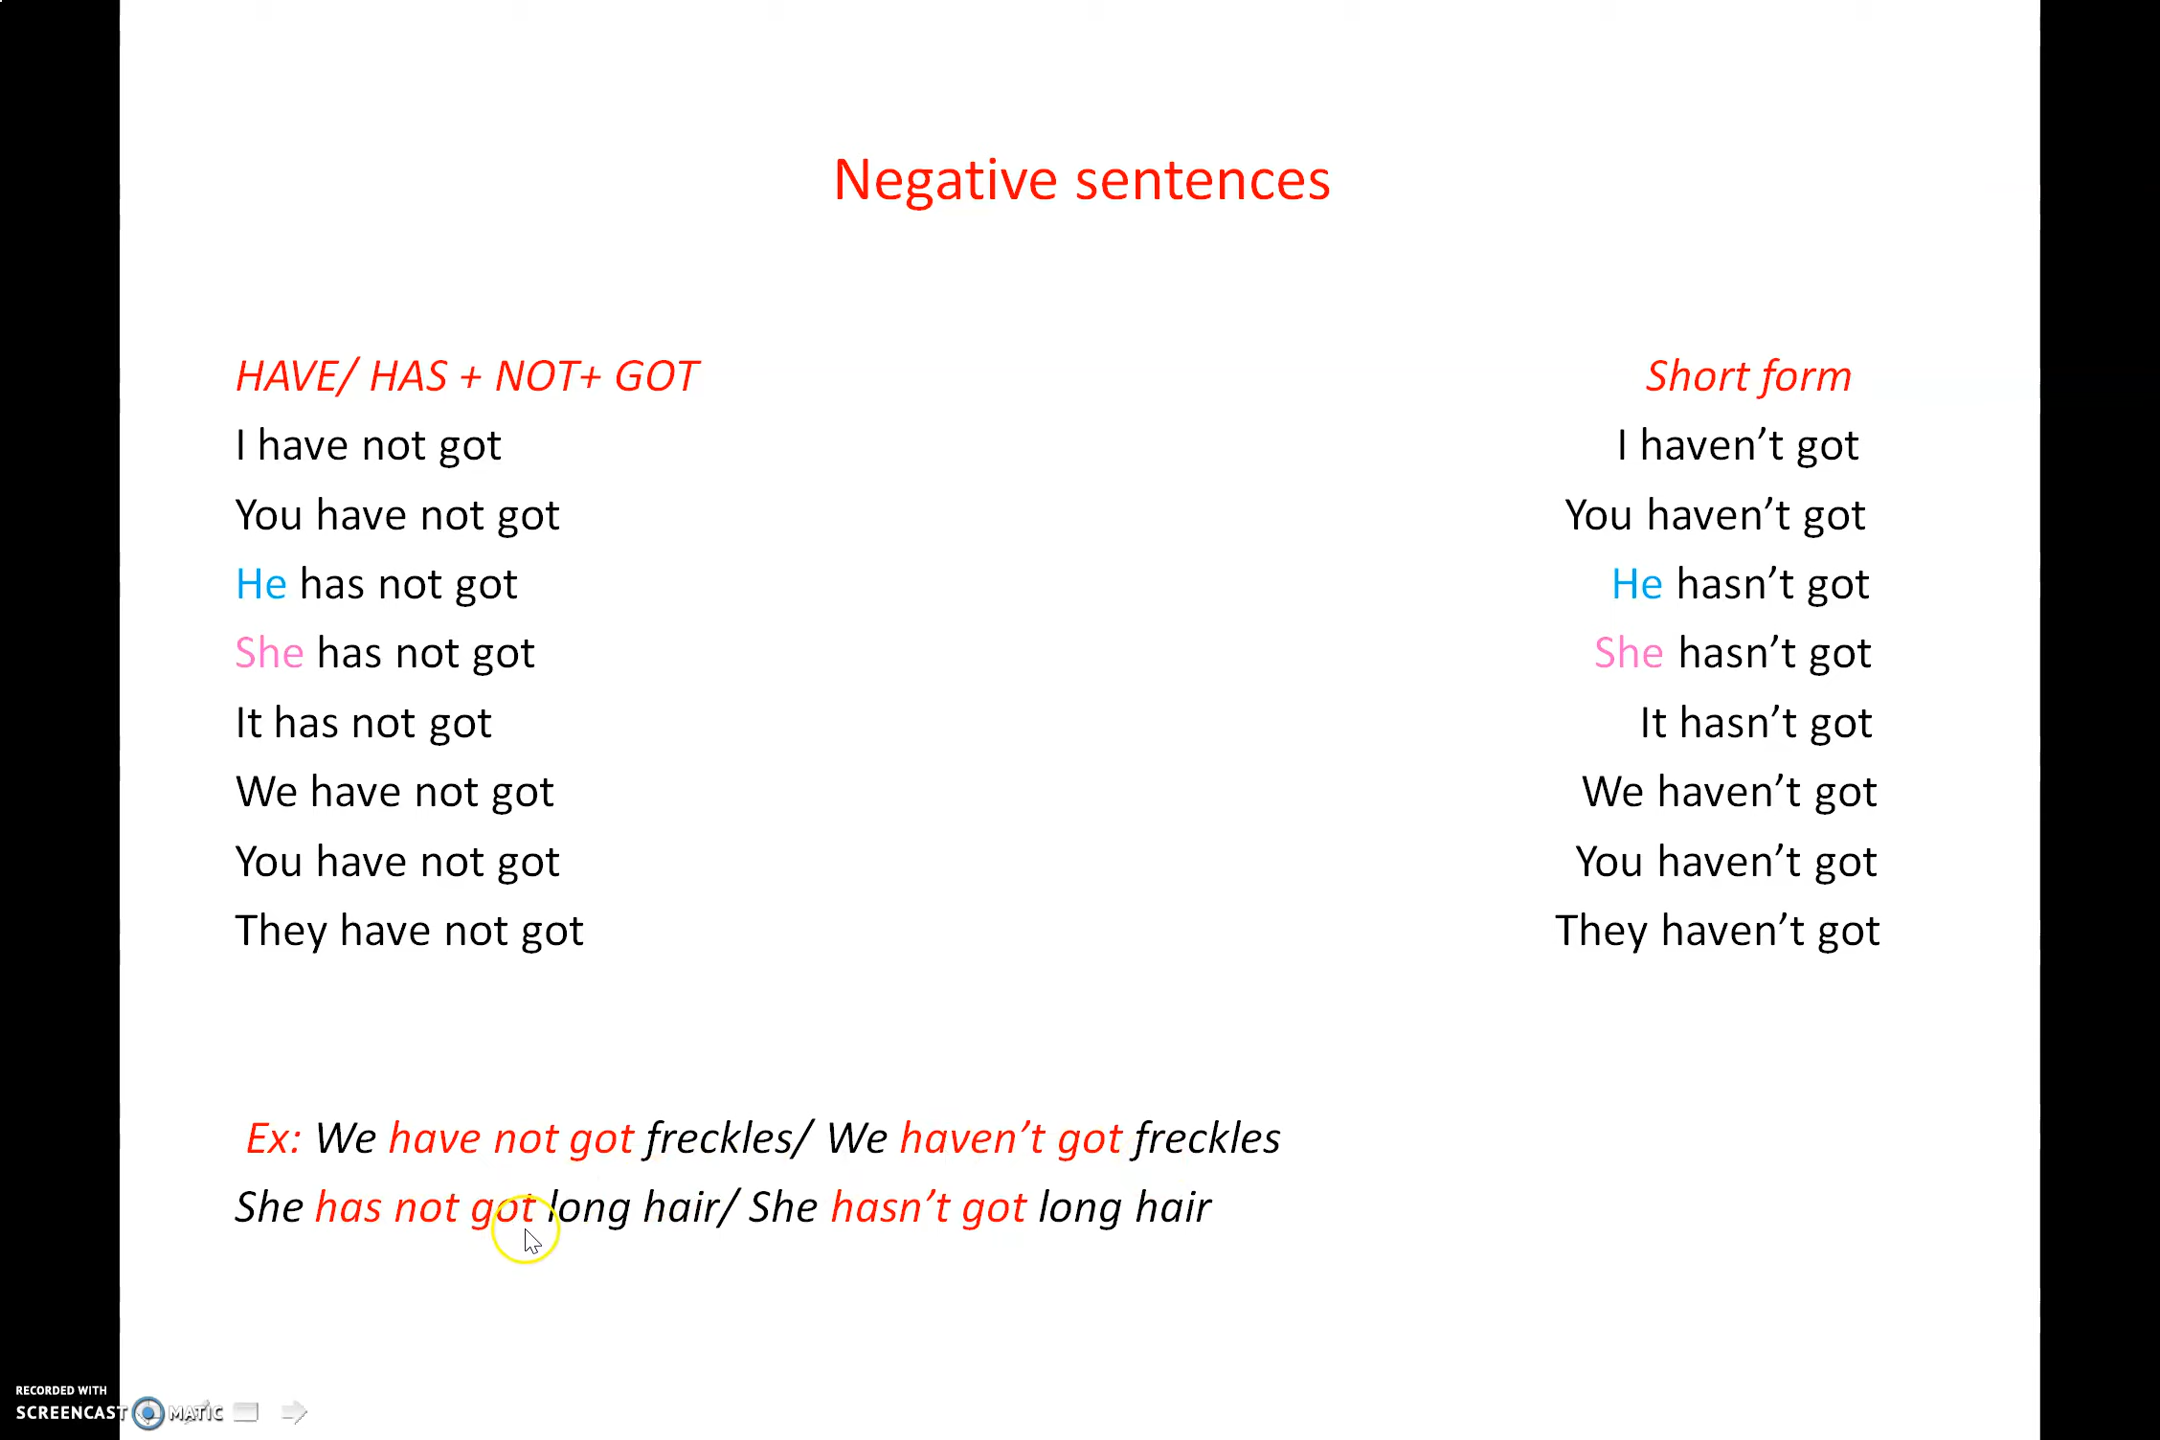 Negative sentences
HAVE/ HAS + NOT+ GOT Short form
I have not got I haven’t got
You have not got You haven’t got
He has not got He hasn’t got
She has not got She hasn’t got
It has not got It hasn’t got
We have not got We haven’t got
You have not got You haven’t got
They have not got They haven’t got
Ex: We have not got freckles/ We haven’t got freckles
She has not got long hair/ She hasn’t got long hair
RECORDED WITH
SCREENCAST MATIC